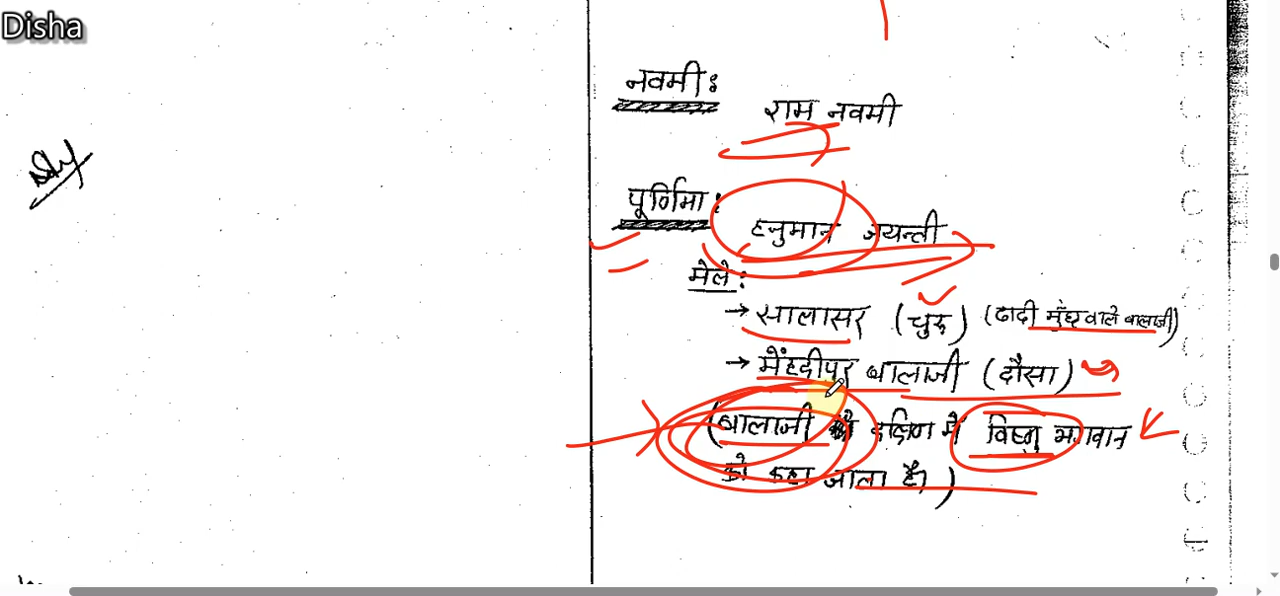 Disha
नवमीः
राम नवमी
पूर्णिमाः
हनुमान जयन्ती
मेलेः
→ सालासर (चुरू) (दाढी मूंछ वाले बालाजी)
→ मेंहदीपुर बालाजी (दौसा)
(बालाजी दक्षिण में विष्णु भगवान
को कहा जाता है।)